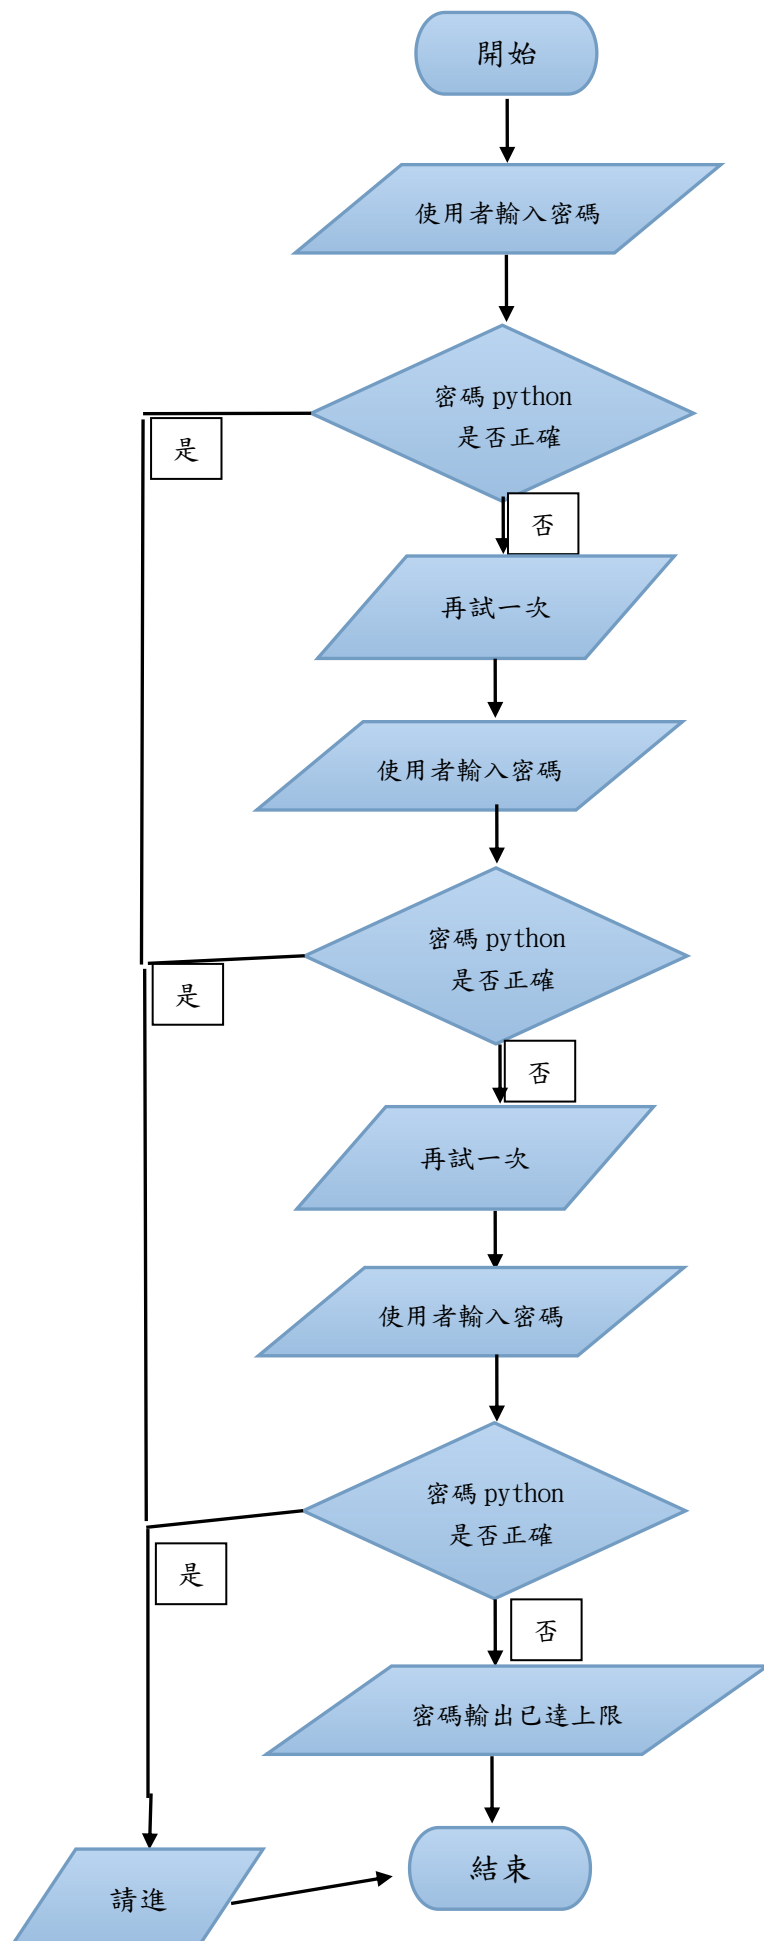 開始
使用者輸入密碼
密碼 python
是否正確
是
否
再試一次
使用者輸入密碼
密碼 python
是否正確
是
否
再試一次
使用者輸入密碼
密碼 python
是否正確
是
否
密碼輸出已達上限
結束
請進